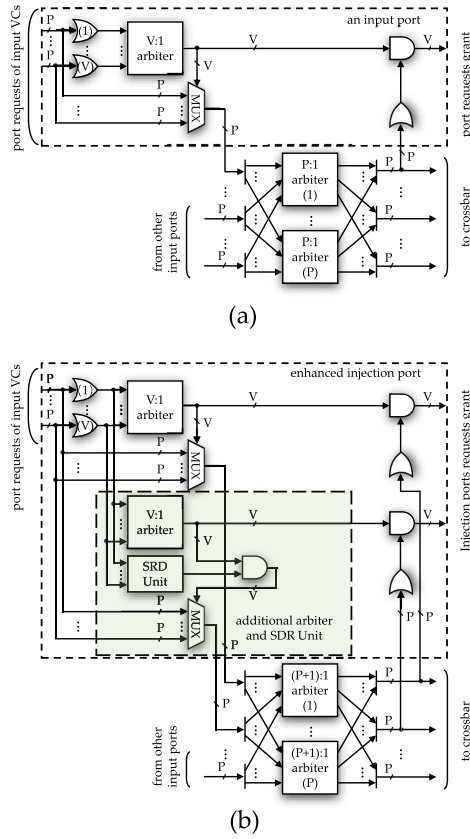 port requests of input VCs
P
(1)
P
(V)
V:1
arbiter
an input port
V
V
V
P
P
MUX
P
P
port requests grant
P:1
arbiter
(1)
P:1
arbiter
(P)
from other
input ports
P
P
P
P
P
to crossbar
(a)
port requests of input VCs
P
(1)
P
(V)
V:1
arbiter
enhanced injection port
V
V
V
P
P
MUX
V:1
arbiter
V
V
V
SRD
Unit
V
P
P
MUX
additional arbiter
and SDR Unit
P
P
P
P
Injection ports requests grant
(P+1):1
arbiter
(1)
(P+1):1
arbiter
(P)
from other
input ports
P
P
P
P
to crossbar
(b)